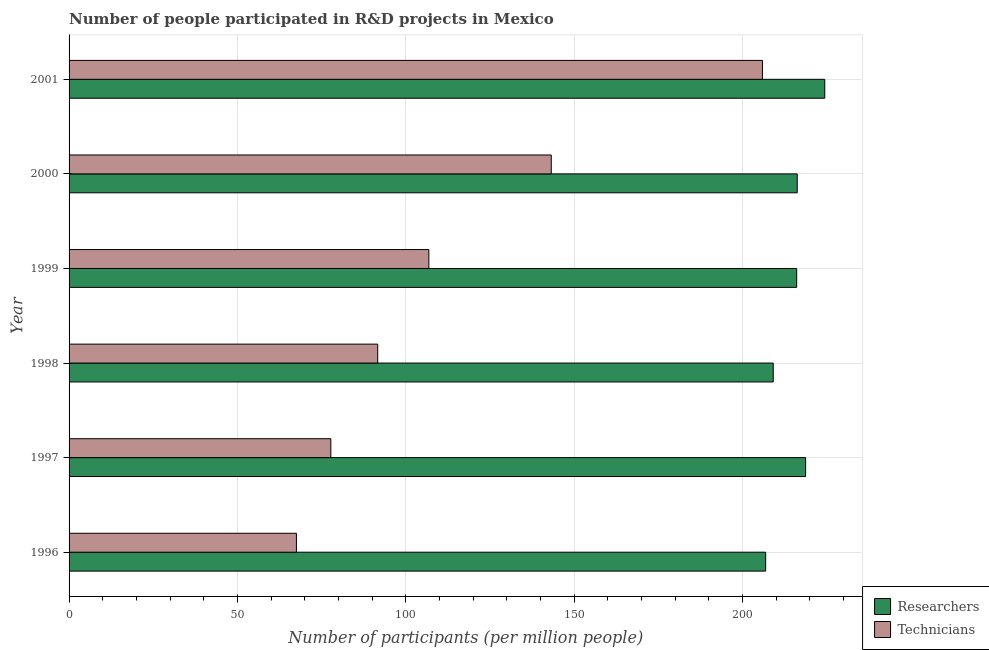 Number of people participated in R&D projects in Mexico
2001
2000
1999
1998
1997
1996
Year
0
50
100
150
200
Number of participants (per million people)
Researchers
Technicians